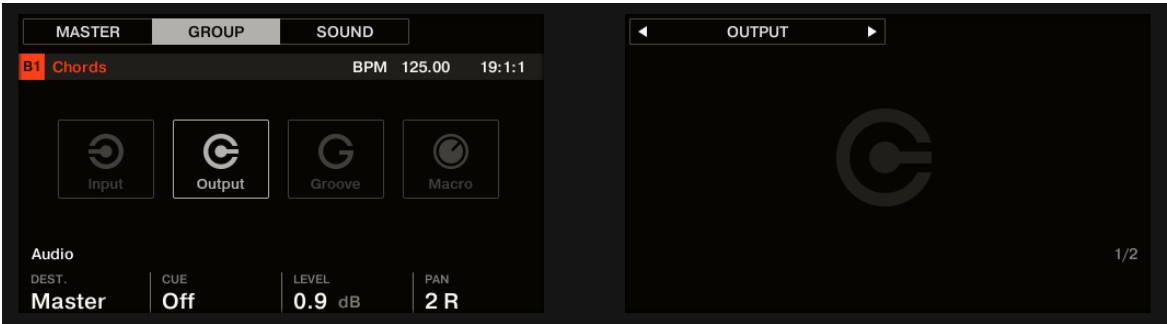 MASTER GROUP SOUND
B1 Chords BPM 125.00 19:1:1
Input Output Groove Macro
Audio
DEST. CUE LEVEL PAN
Master Off 0.9 dB 2 R
OUTPUT
1/2